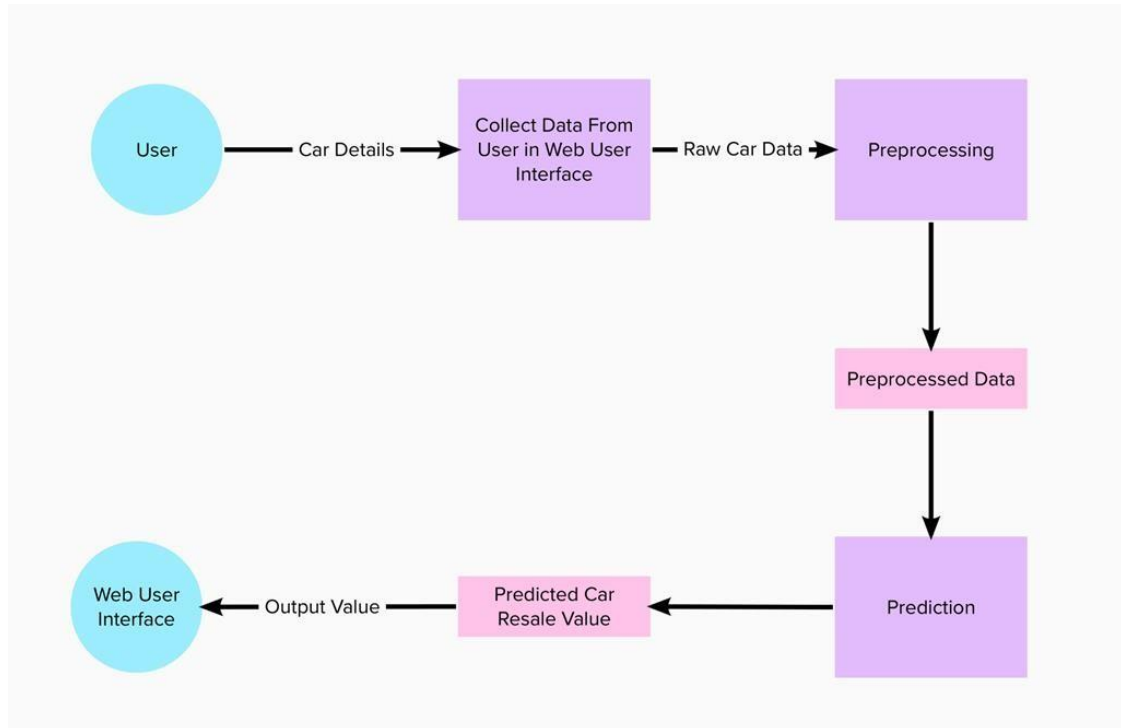 User
Car Details
Collect Data From
User in Web User
Interface
Raw Car Data
Preprocessing
Preprocessed Data
Prediction
Predicted Car
Resale Value
Output Value
Web User
Interface